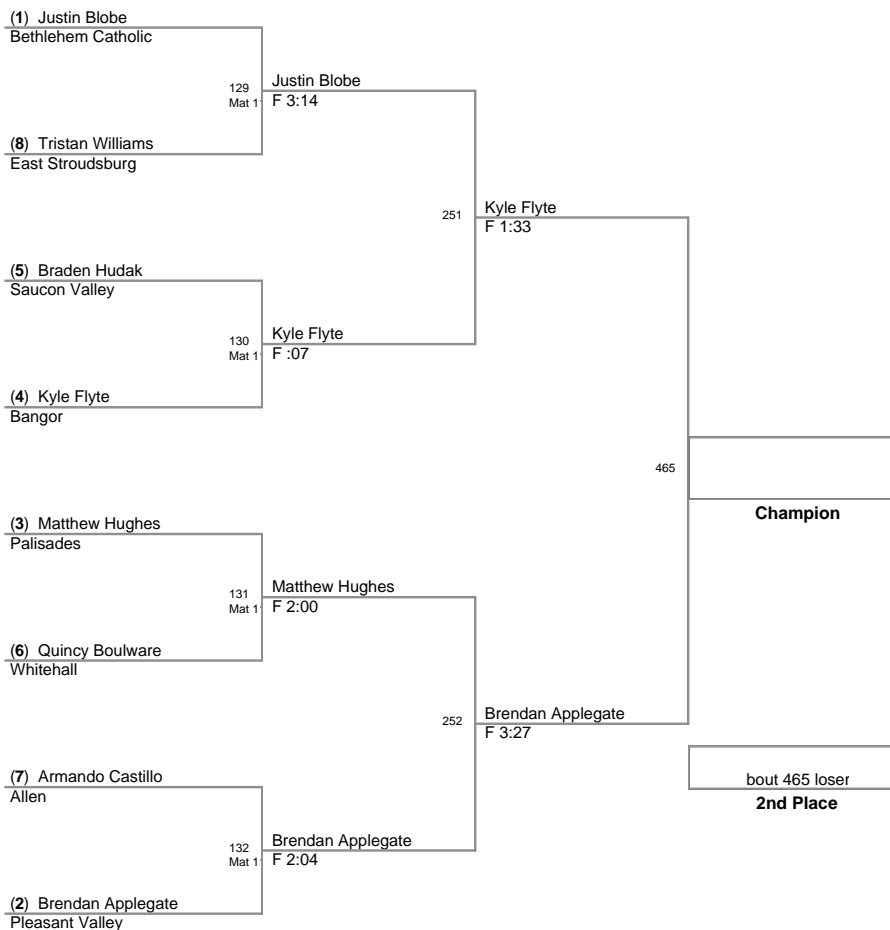 (1) Justin Blobe
Bethlehem Catholic
129
Mat 1
Justin Blobe
F 3:14
(8) Tristan Williams
East Stroudsburg
251
Kyle Flyte
F 1:33
(5) Braden Hudak
Saucon Valley
130
Mat 1
Kyle Flyte
F :07
(4) Kyle Flyte
Bangor
465
Champion
(3) Matthew Hughes
Palisades
131
Mat 1
Matthew Hughes
F 2:00
(6) Quincy Boulware
Whitehall
252
Brendan Applegate
F 3:27
(7) Armando Castillo
Allen
bout 465 loser
2nd Place
132
Mat 1
Brendan Applegate
F 2:04
(2) Brendan Applegate
Pleasant Valley